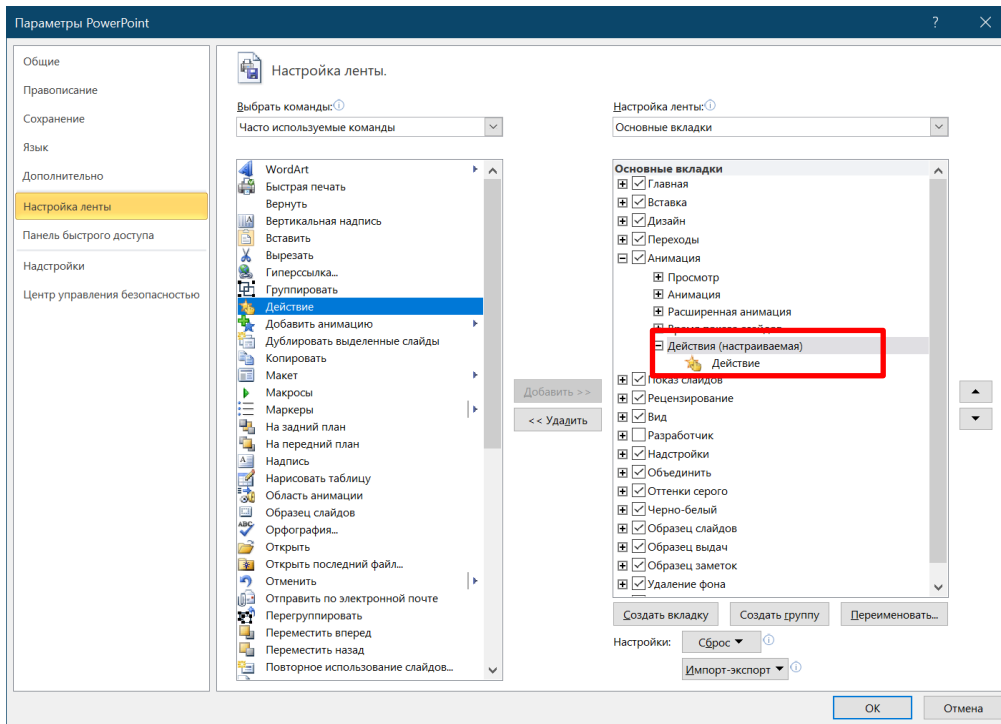 Параметры PowerPoint
Общие
Правописание
Сохранение
Язык
Дополнительно
Настройка ленты
Панель быстрого доступа
Надстройки
Центр управления безопасностью
Настройка ленты.
Выбрать команды:
Часто используемые команды
WordArt
Быстрая печать
Вернуть
Вертикальная надпись
Вставить
Вырезать
Гиперссылка...
Группировать
Действие
Добавить анимацию
Дублировать выделенные слайды
Копировать
Макет
Макросы
Маркеры
На задний план
На передний план
Надпись
Нарисовать таблицу
Область анимации
Образец слайдов
Орфография...
Открыть
Открыть последний файл...
Отменить
Отправить по электронной почте
Перегруппировать
Переместить вперед
Переместить назад
Повторное использование слайдов...
Добавить >>
<< Удалить
Настройка ленты:
Основные вкладки
Основные вкладки
Главная
Вставка
Дизайн
Переходы
Анимация
Просмотр
Анимация
Расширенная анимация
Время показа слайдов
Действия (настраиваемая)
Действие
Показ слайдов
Рецензирование
Вид
Разработчик
Надстройки
Объединить
Оттенки серого
Черно-белый
Образец слайдов
Образец выдач
Образец заметок
Удаление фона
Создать вкладку
Создать группу
Переименовать...
Настройки:
Сброс
Импорт-экспорт
ОК
Отмена